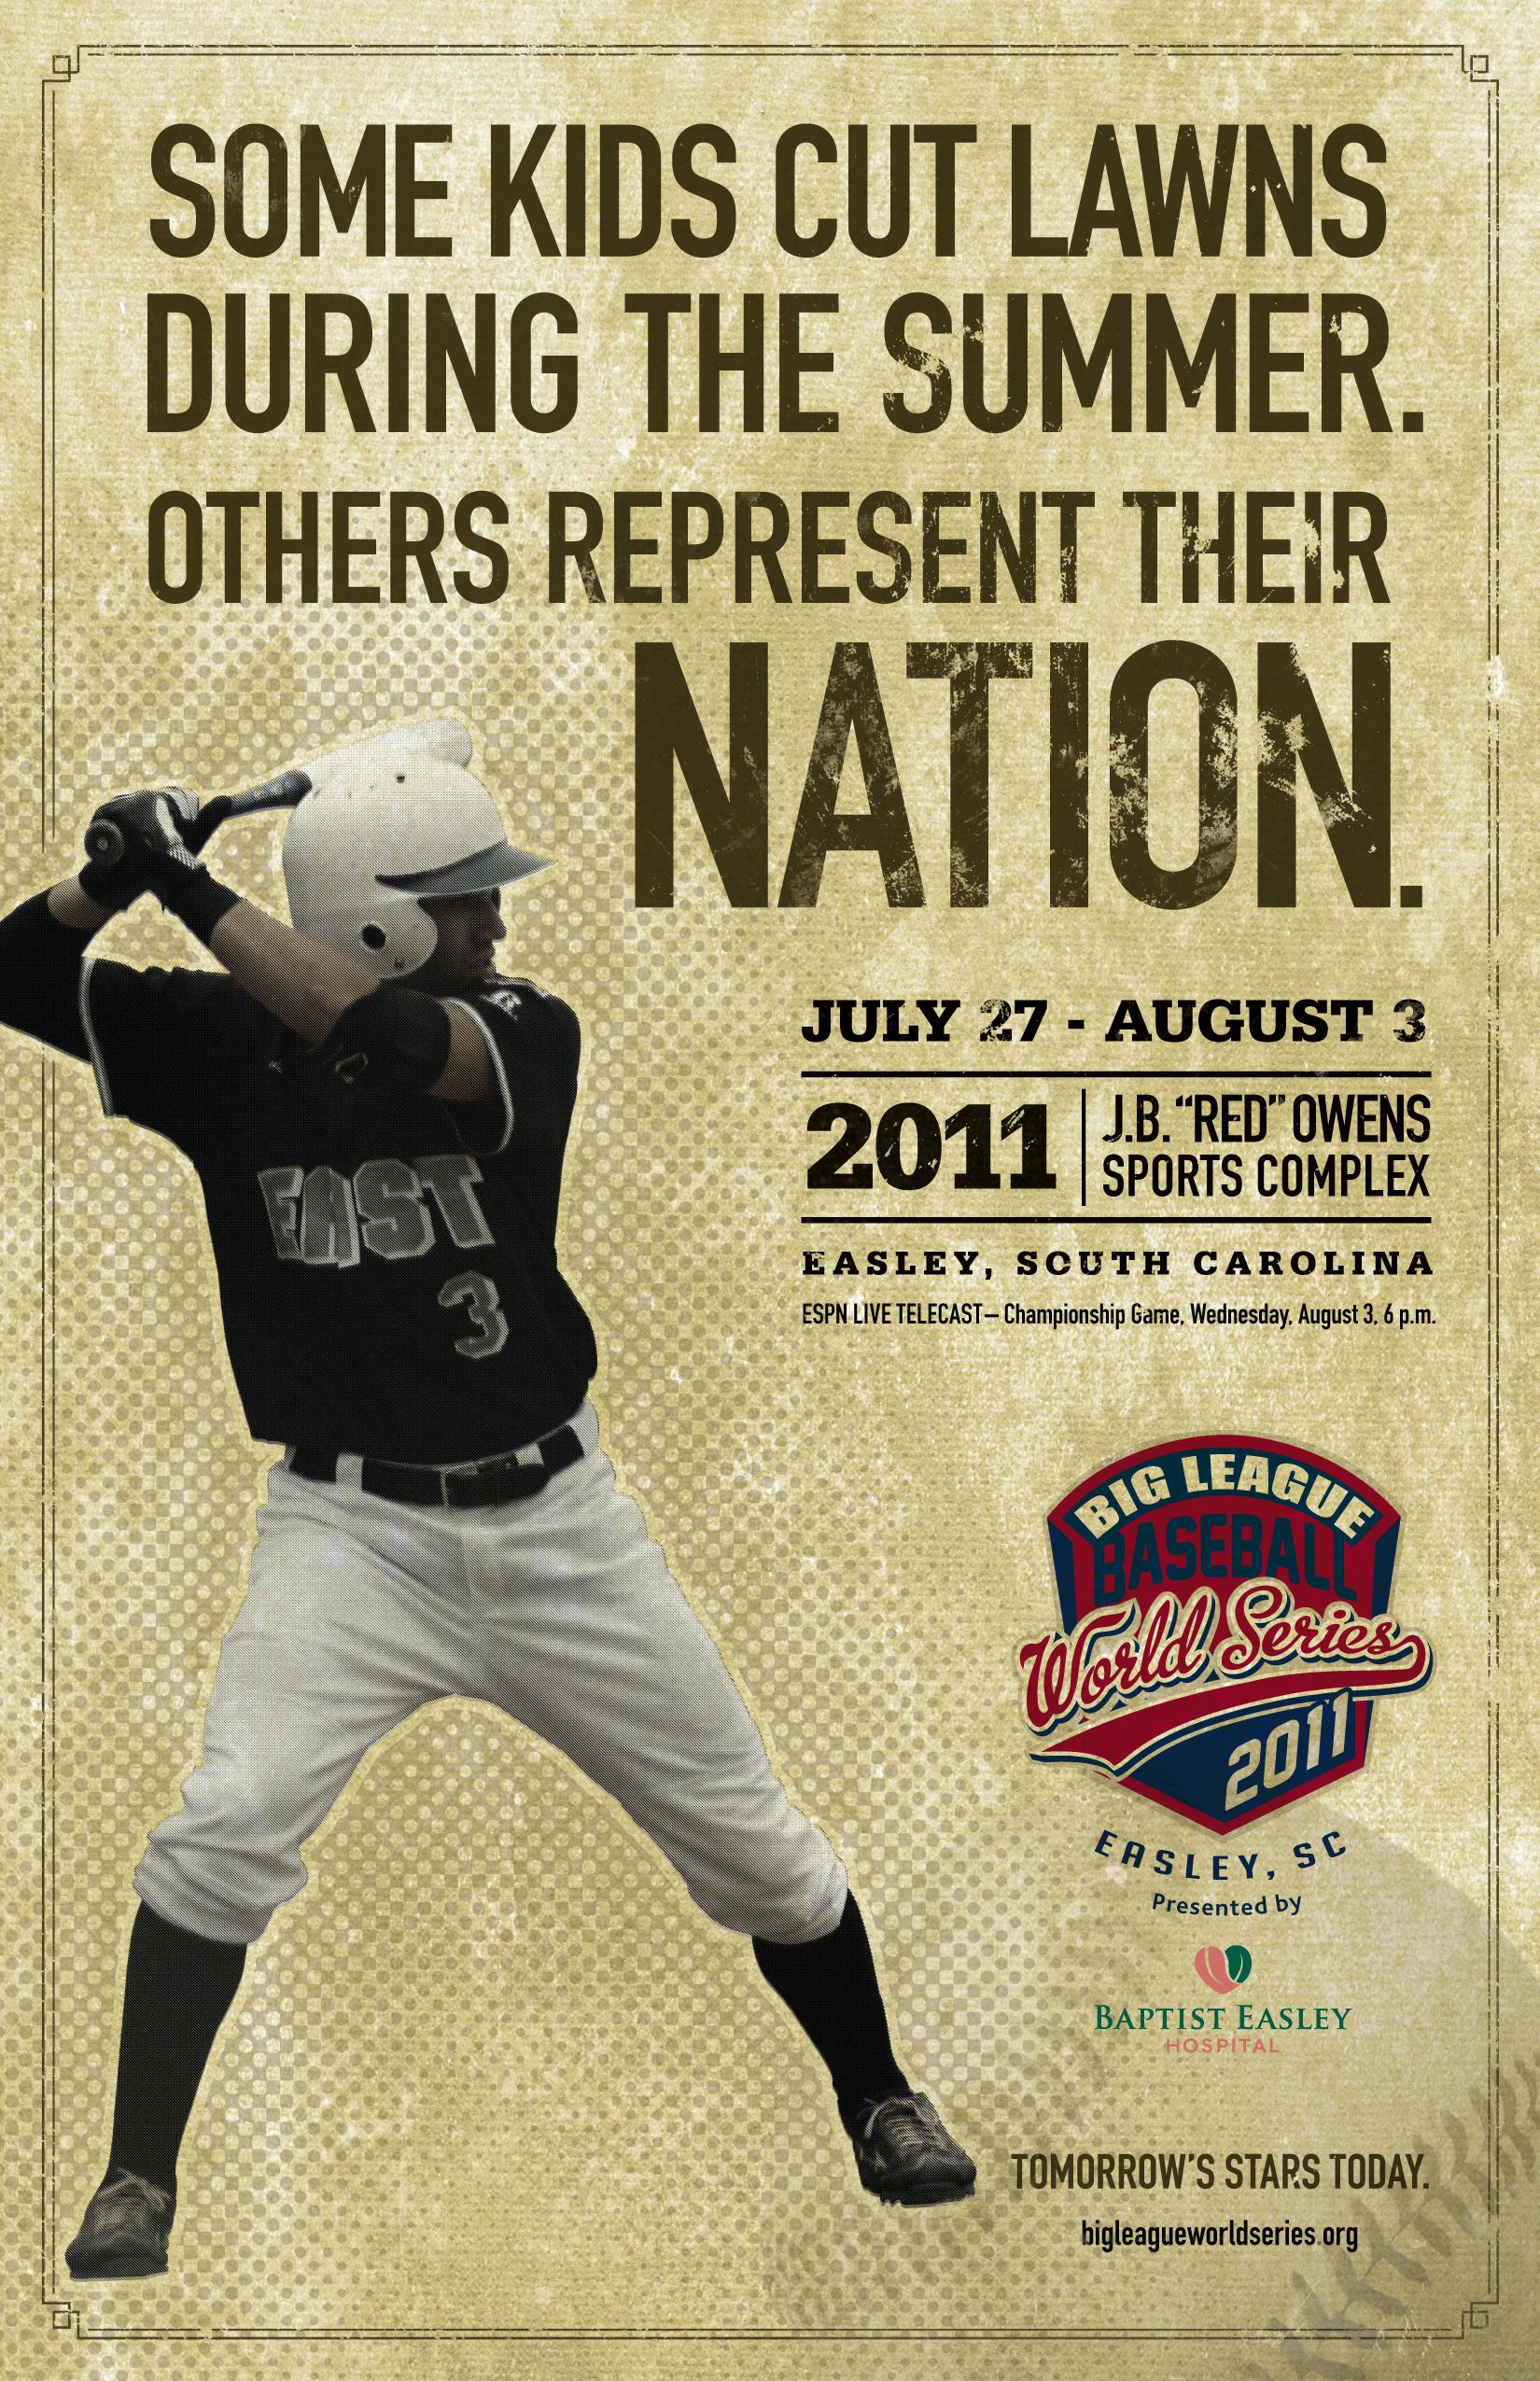 SOME KIDS CUT LAWNS
DURING THE SUMMER.
OTHERS REPRESENT THEIR
NATION.
JULY 27 - AUGUST 3
2011
J.B. “RED” OWENS
SPORTS COMPLEX
EASLEY, SOUTH CAROLINA
ESPN LIVE TELECAST– Championship Game, Wednesday, August 3, 6 p.m.
EAST
3
BIG LEAGUE
BASEBALL
World Series
2011
EASLEY, SC
Presented by
BAPTIST EASLEY
HOSPITAL
TOMORROW'S STARS TODAY.
bigleagueworldseries.org